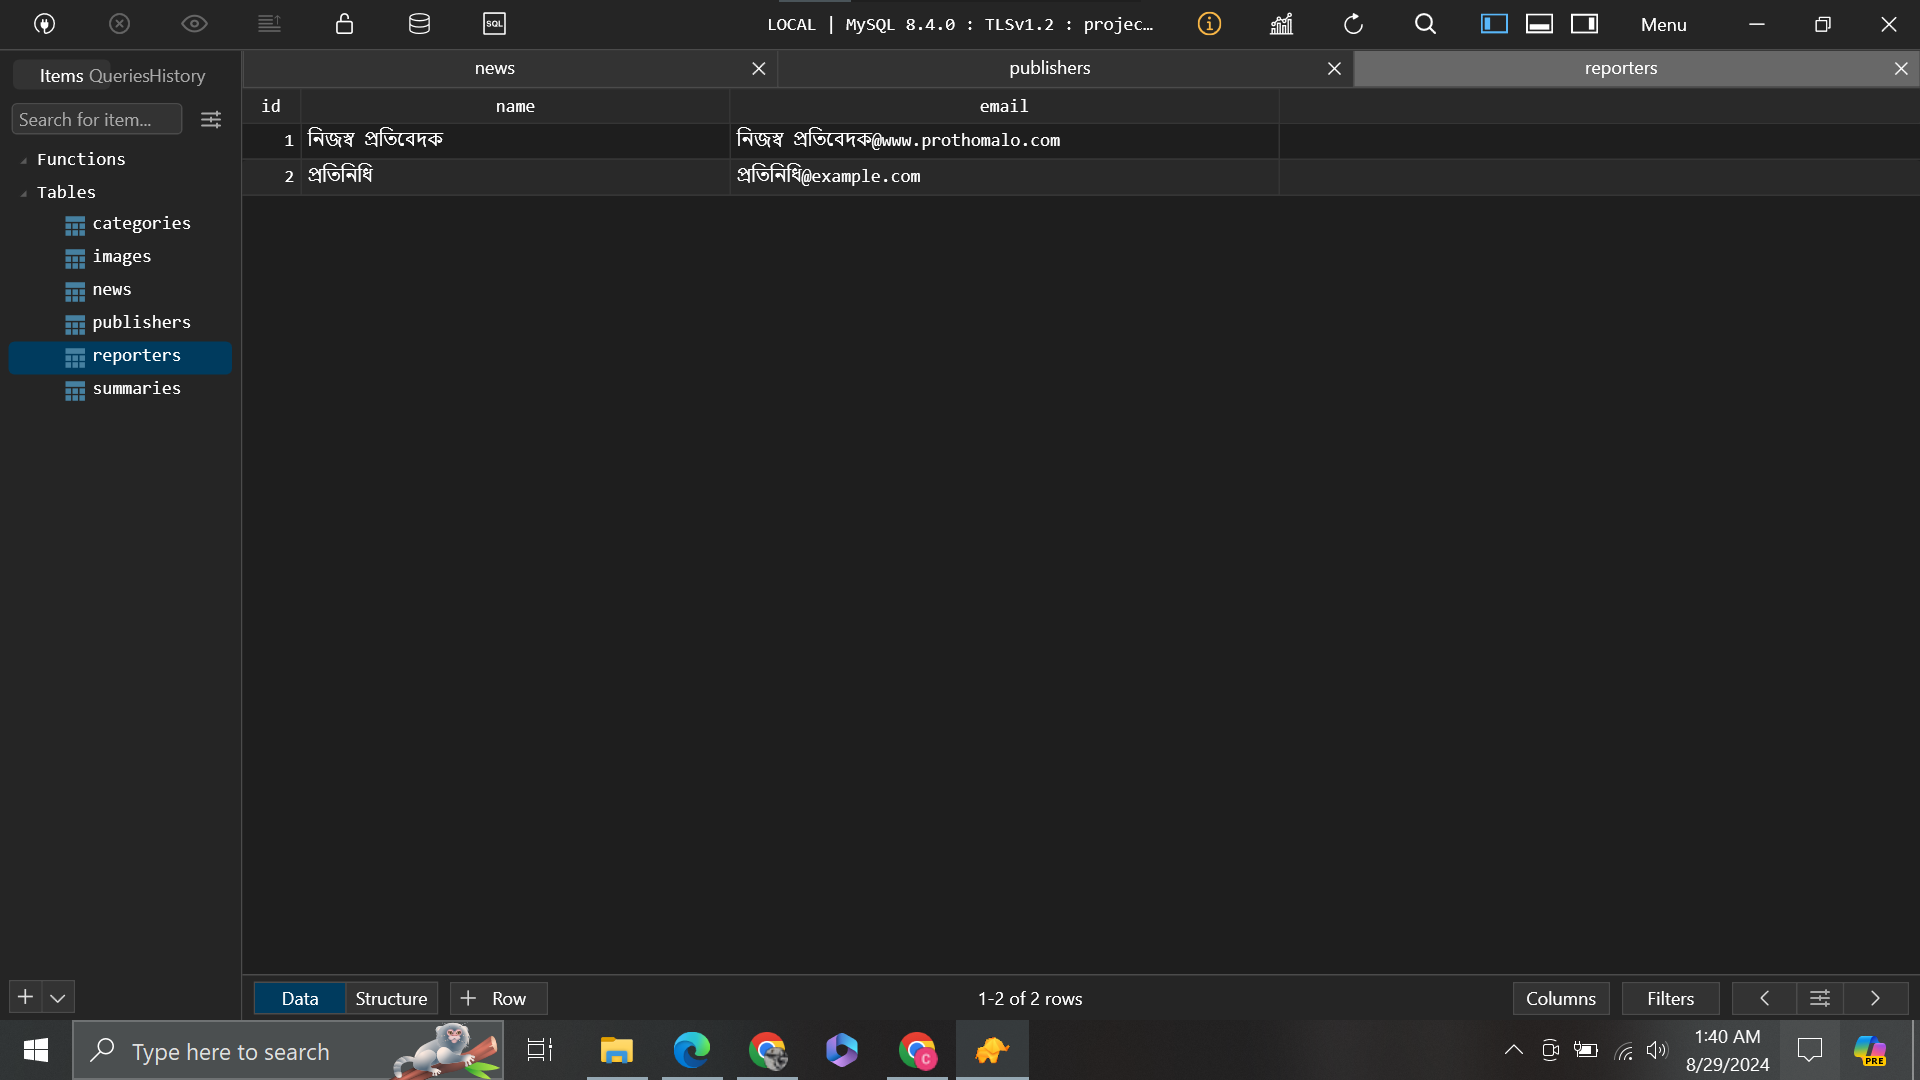 SQL
LOCAL | MySQL 8.4.0 : TLSv1.2 : projec...
Menu
Items Queries History
news
publishers
reporters
Search for item...
id name email
1 নিজস্ব প্রতিবেদক নিজস্ব প্রতিবেদক@www.prothomalo.com
2 প্রতিনিধি প্রতিনিধি@example.com
Functions
Tables
categories
images
news
publishers
reporters
summaries
Data Structure + Row
1-2 of 2 rows
Columns Filters
Type here to search
C
1:40 AM
8/29/2024
PRE